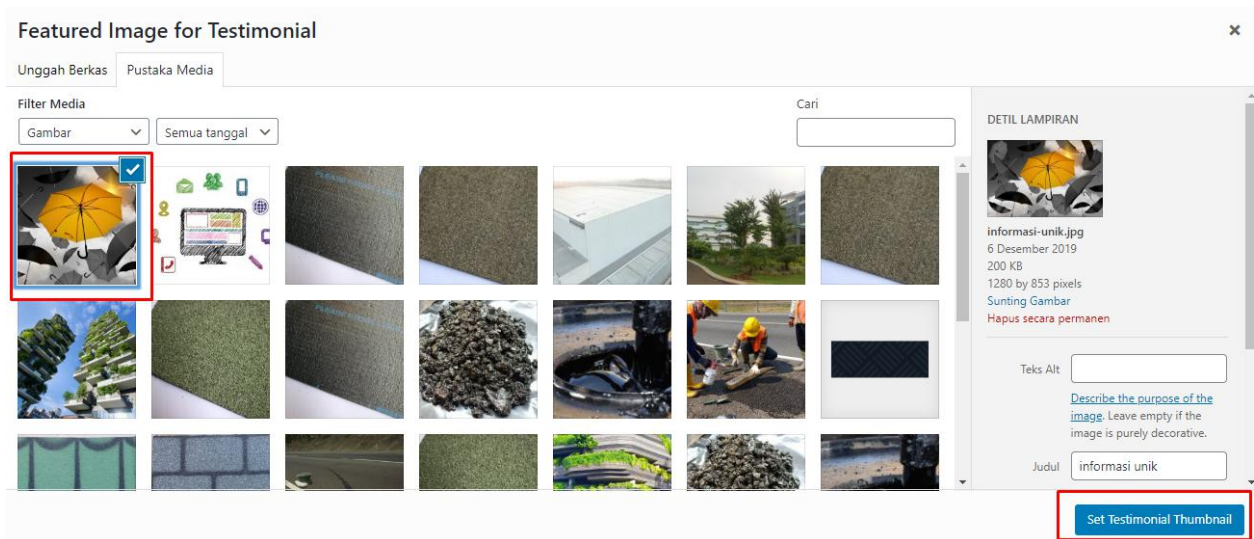 Featured Image for Testimonial
Unggah Berkas
Pustaka Media
Filter Media
Gambar
Semua tanggal
Cari
DETIL LAMPIRAN
informasi-unik.jpg
6 Desember 2019
200 KB
1280 by 853 pixels
Sunting Gambar
Hapus secara permanen
Teks Alt
Describe the purpose of the
image. Leave empty if the
image is purely decorative.
Judul
informasi unik
Set Testimonial Thumbnail